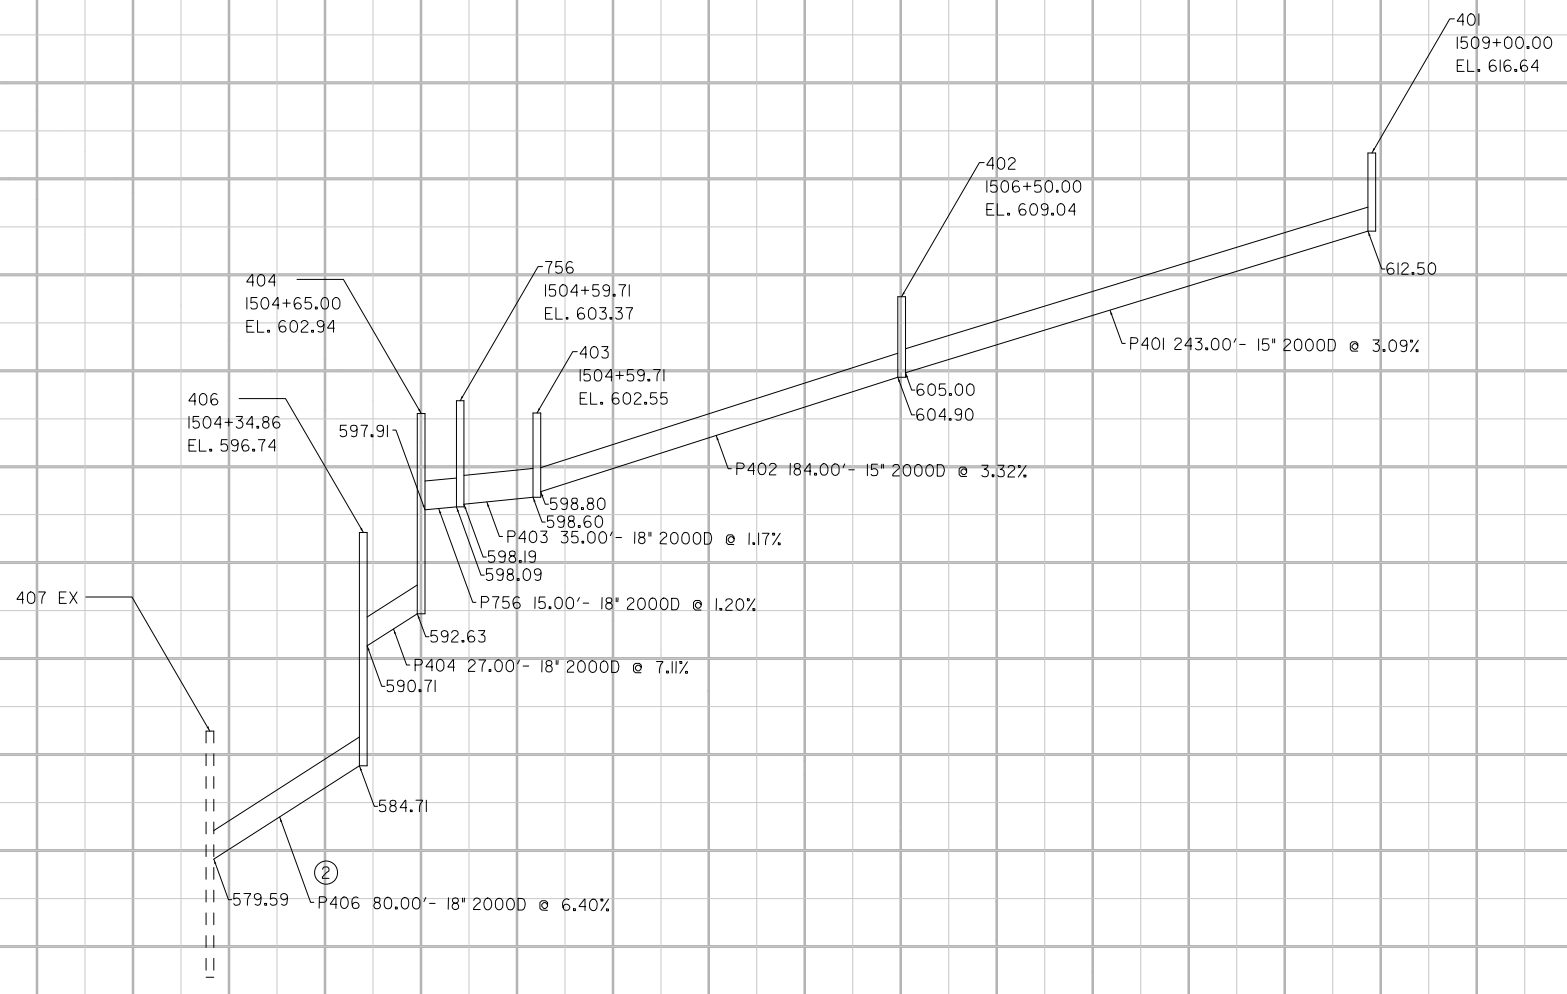 401
1509+00.00
EL. 616.64
402
1506+50.00
EL. 609.04
612.50
P401 243.00'- 15" 2000D @ 3.09%
756
1504+59.71
EL. 603.37
404
1504+65.00
EL. 602.94
403
1504+59.71
EL. 602.55
605.00
604.90
406
1504+34.86
EL. 596.74
597.91
P402 184.00'- 15" 2000D @ 3.32%
598.80
598.60
P403 35.00'- 18" 2000D @ 1.17%
598.19
598.09
407 EX
P756 15.00'- 18" 2000D @ 1.20%
592.63
P404 27.00'- 18" 2000D @ 7.11%
590.71
584.71
2
579.59
P406 80.00'- 18" 2000D @ 6.40%